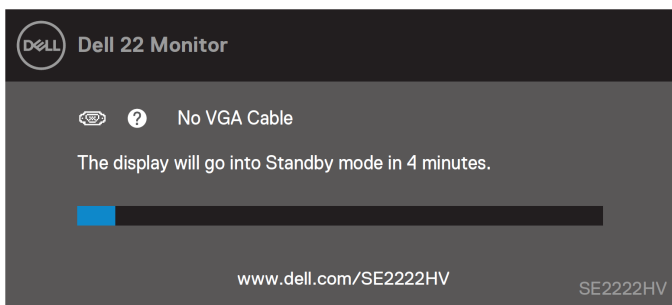 DELL Dell 22 Monitor
? No VGA Cable
The display will go into Standby mode in 4 minutes.
www.dell.com/SE2222HV
SE2222HV